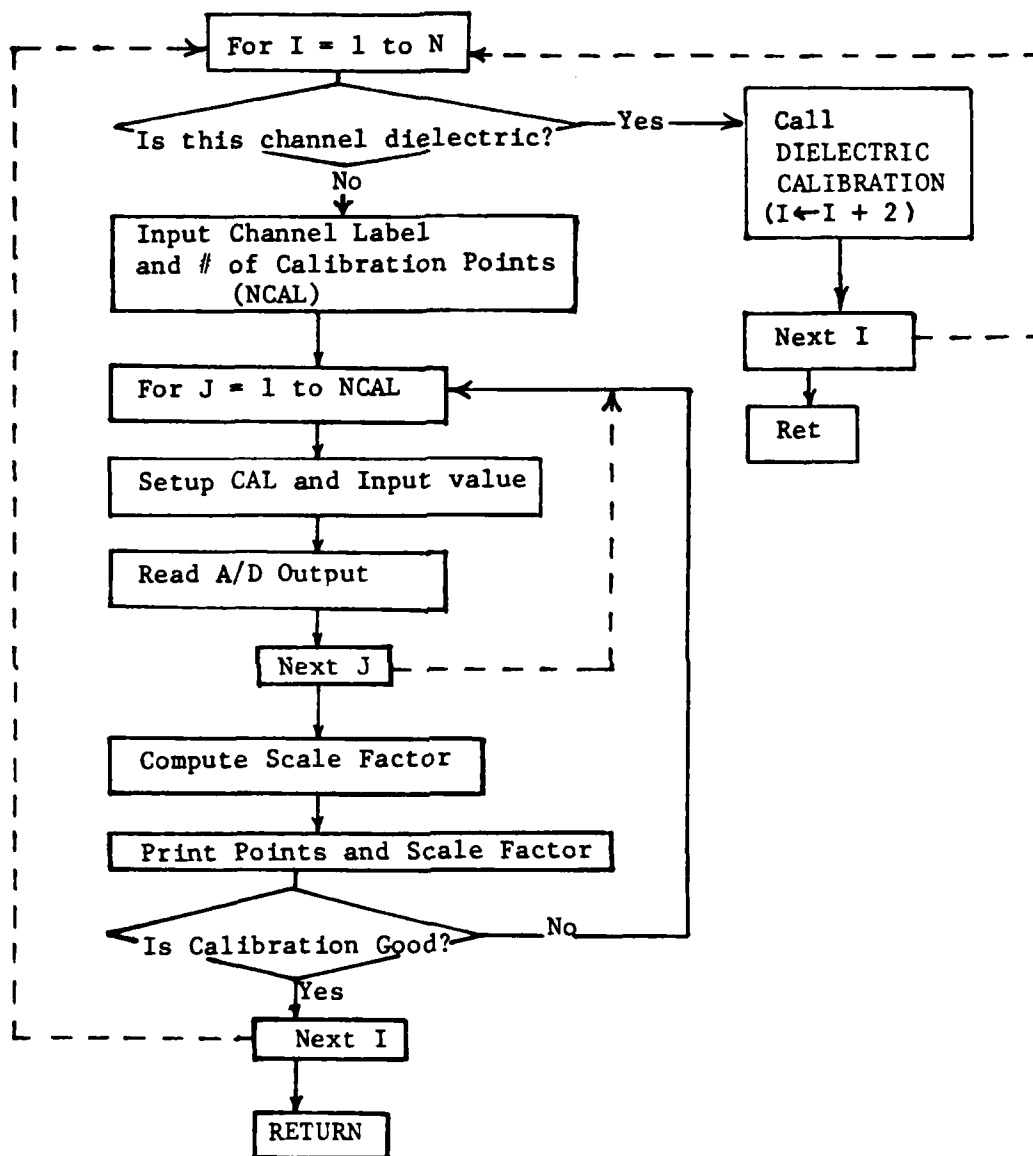 For I = 1 to N
Is this channel dielectric?
Yes
Call
DIELECTRIC
CALIBRATION
(I←I + 2)
Next I
Ret
No
Input Channel Label
and # of Calibration Points
(NCAL)
For J = 1 to NCAL
Setup CAL and Input value
Read A/D Output
Next J
Compute Scale Factor
Print Points and Scale Factor
Is Calibration Good?
No
Yes
Next I
RETURN